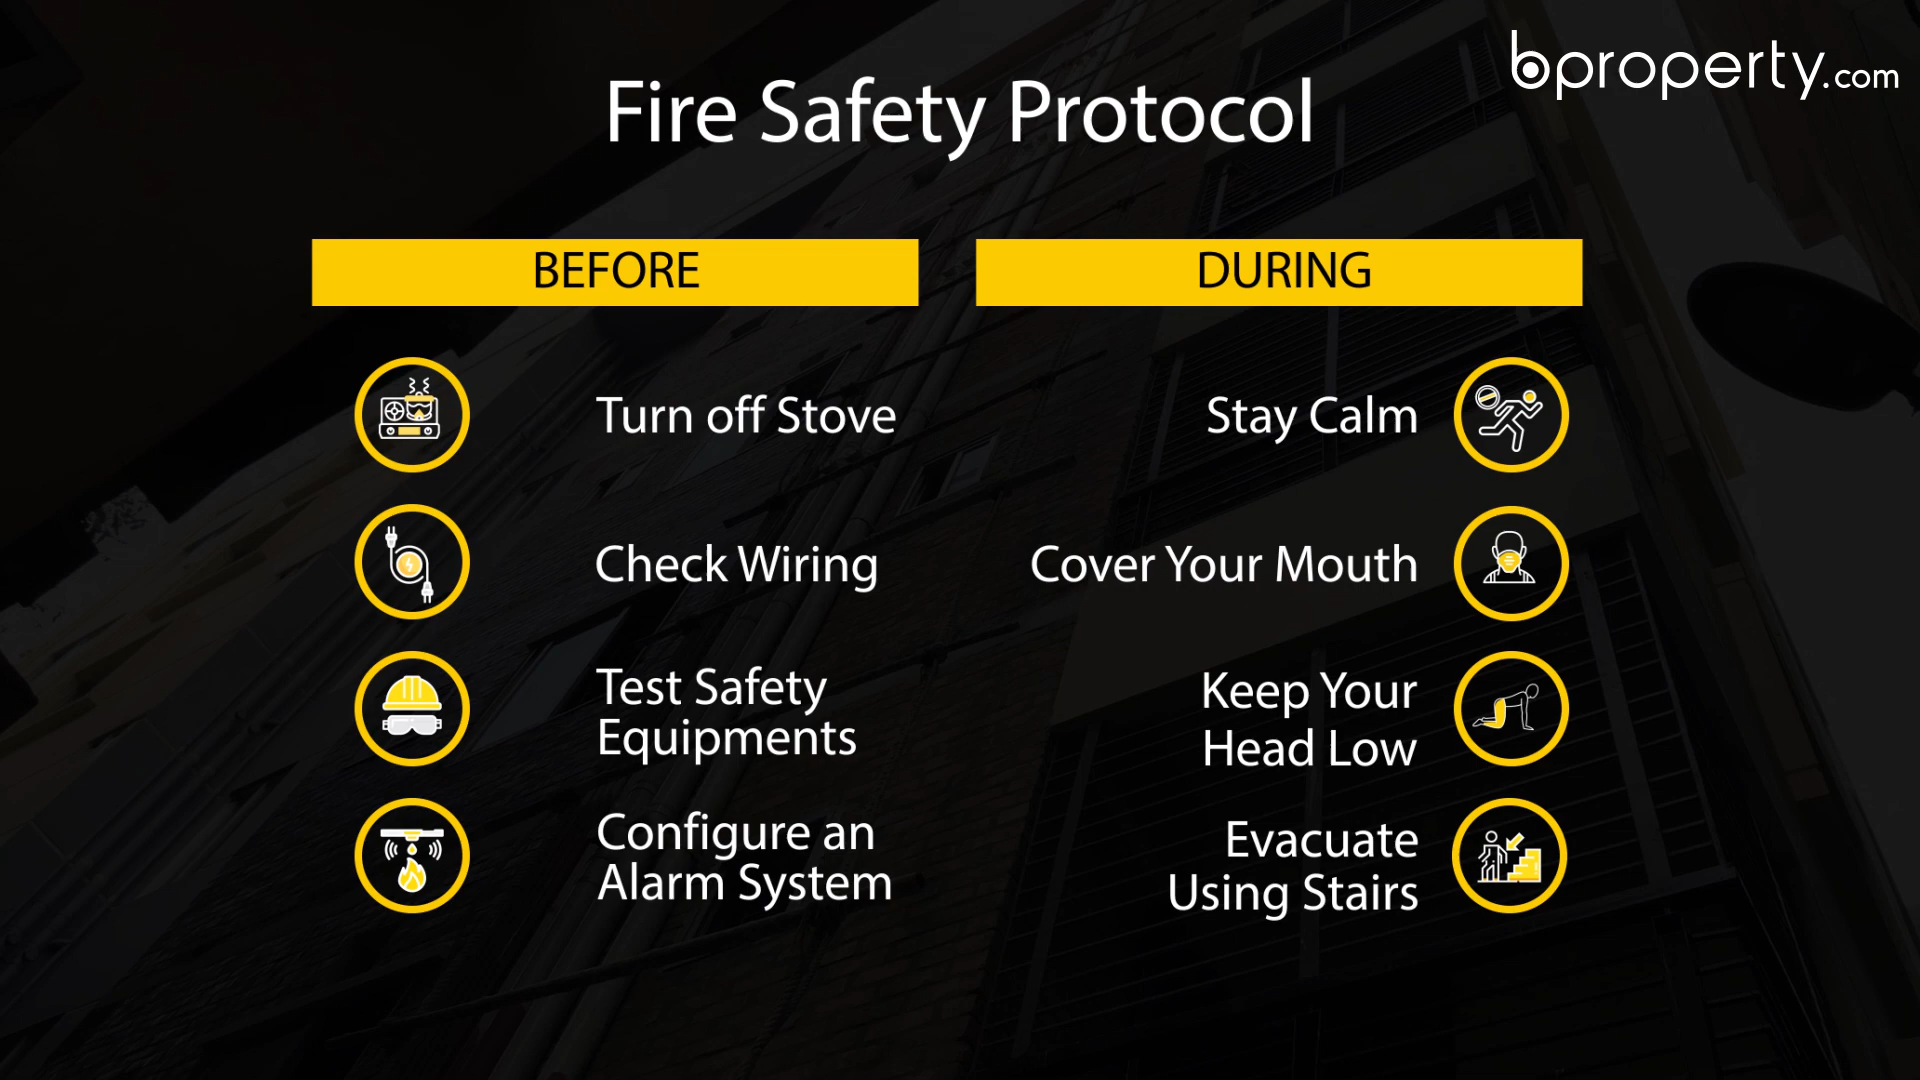 bproperty.com
Fire Safety Protocol
BEFORE
Turn off Stove
Check Wiring
Test Safety
Equipments
Configure an
Alarm System
DURING
Stay Calm
Cover Your Mouth
Keep Your
Head Low
Evacuate
Using Stairs